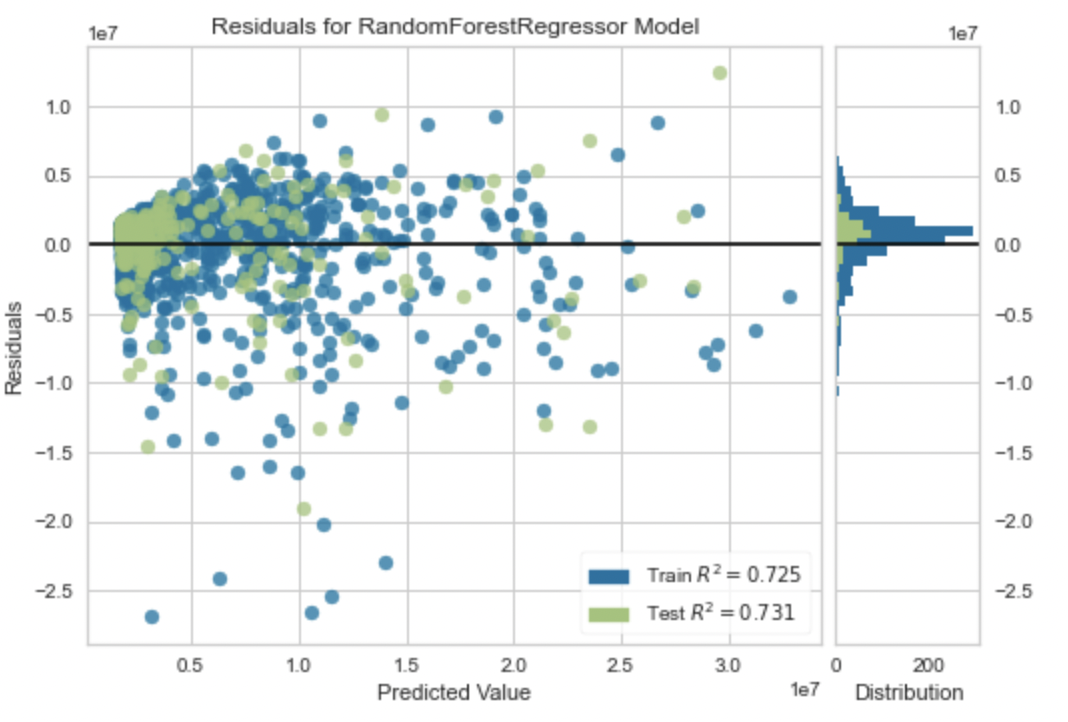 Residuals for RandomForestRegressor Model
1e7
1e7
1.0
0.5
0.0
−0.5
−1.0
−1.5
−2.0
−2.5
Residuals
1.0
0.5
0.0
−0.5
−1.0
−1.5
−2.0
−2.5
Train R² = 0.725
Test R² = 0.731
0.5 1.0 1.5 2.0 2.5 3.0
1e7
Predicted Value
0 200
Distribution